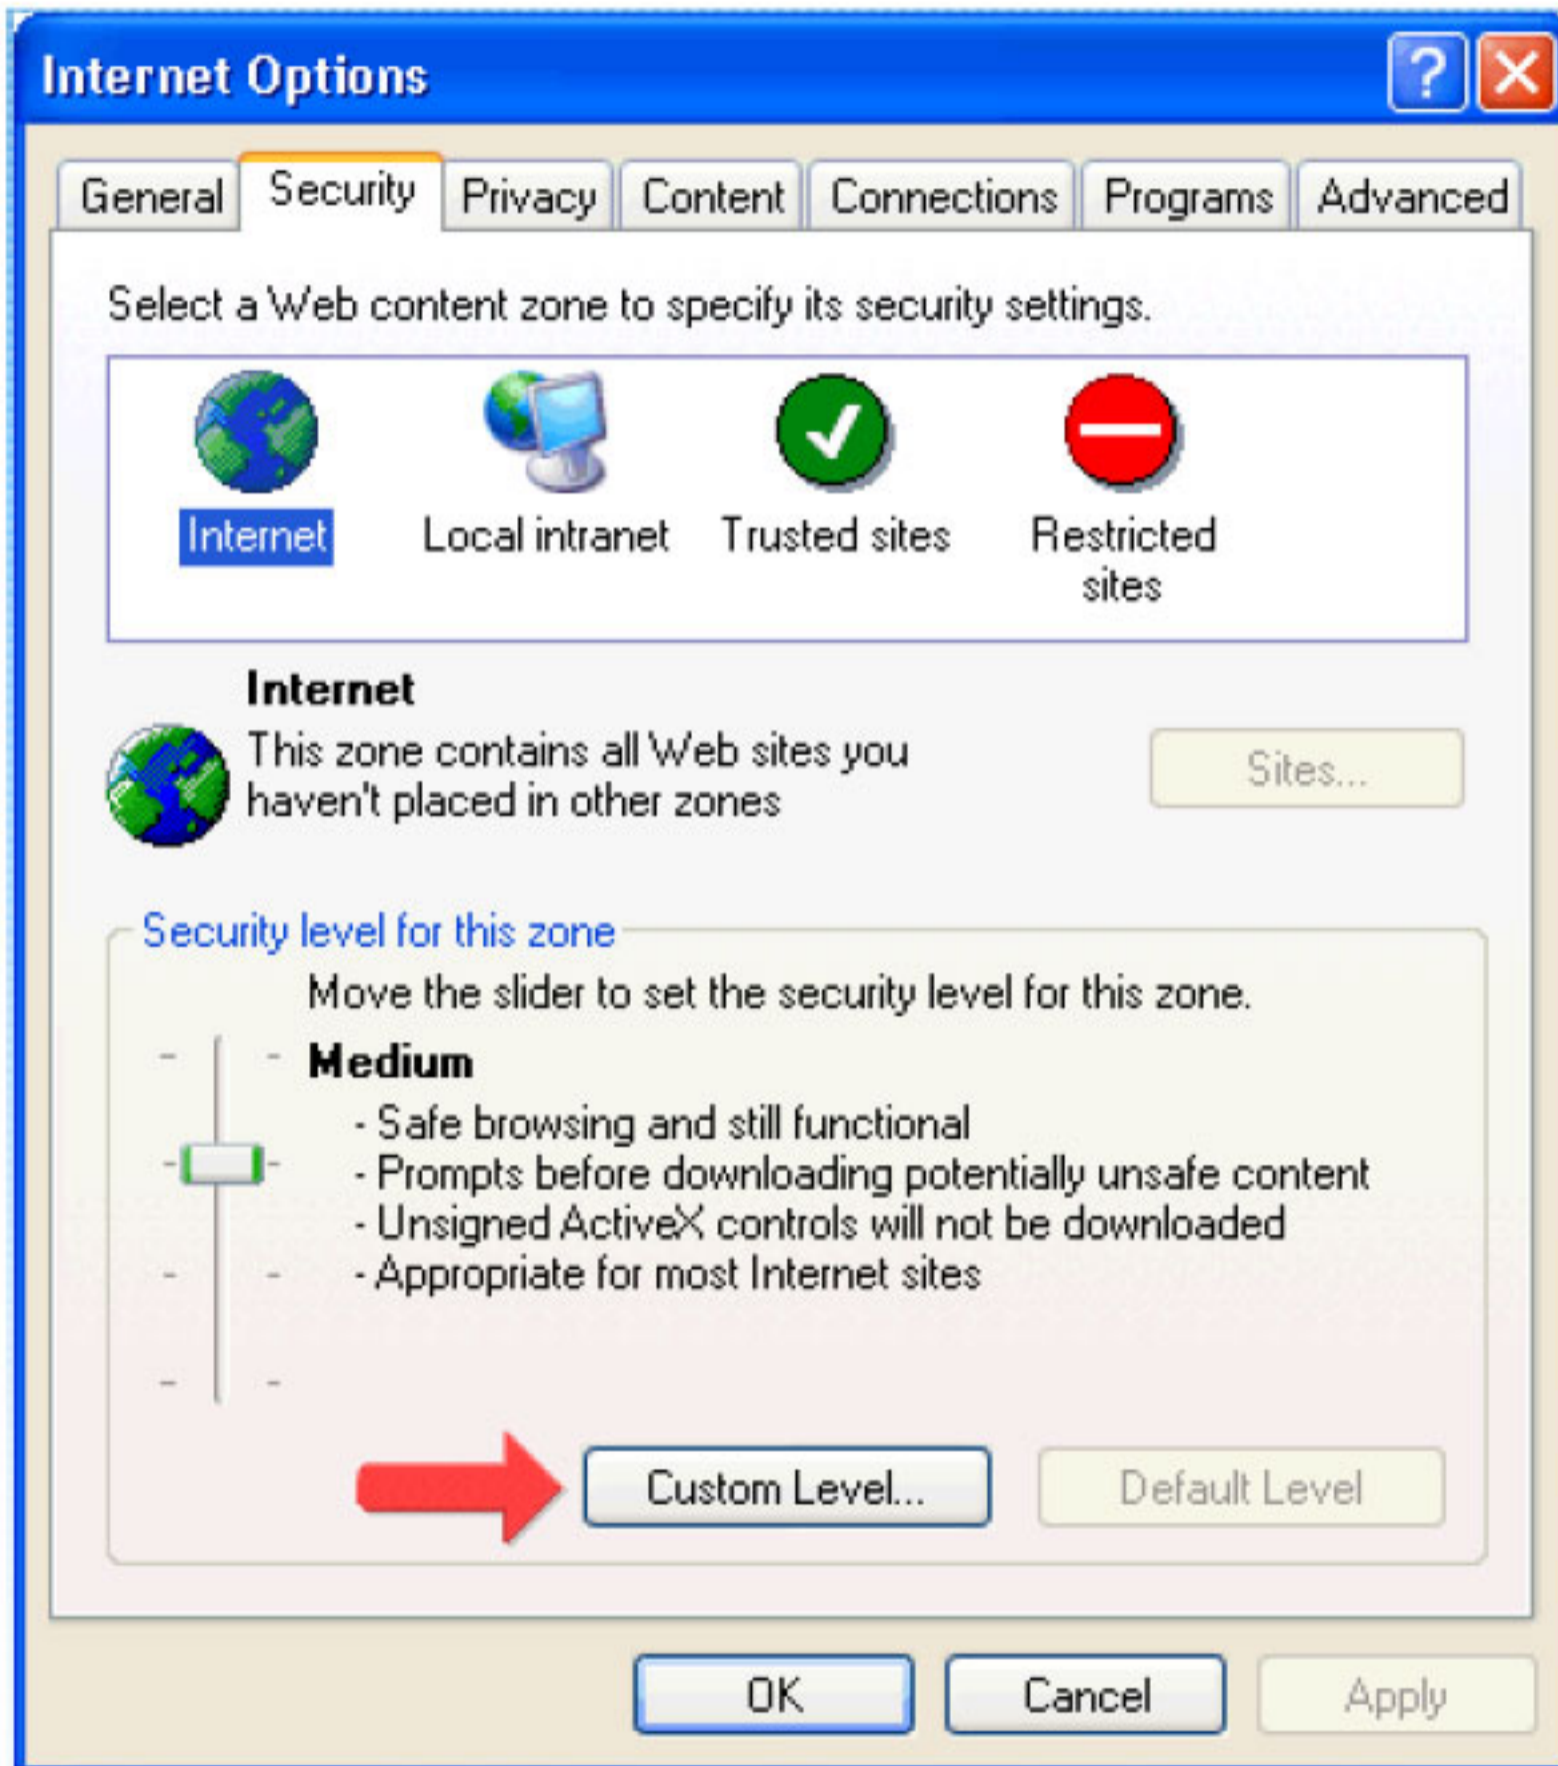 Internet Options
General Security Privacy Content Connections Programs Advanced
Select a Web content zone to specify its security settings.
Internet Local intranet Trusted sites Restricted
sites
Internet
This zone contains all Web sites you
haven't placed in other zones
Sites...
Security level for this zone
Move the slider to set the security level for this zone.
Medium
- Safe browsing and still functional
- Prompts before downloading potentially unsafe content
- Unsigned ActiveX controls will not be downloaded
- Appropriate for most Internet sites
Custom Level... Default Level
OK Cancel Apply